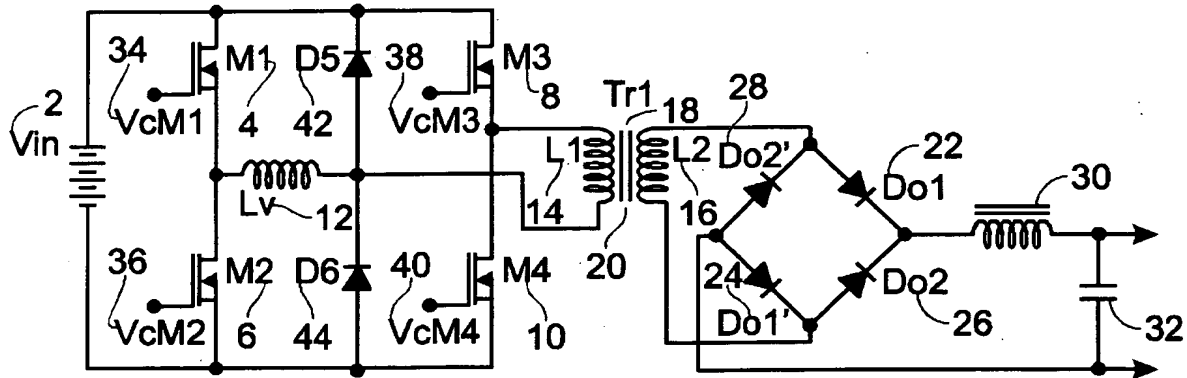 34 M1 D5 38 M3
2 8 Tr1 28
Vin VcM1 4 42 VcM3 18
L1 L2 Do2' 22
Do1 30
Lv 12 14 16
36 M2 D6 40 M4 20 24 Do2
VcM2 6 44 VcM4 10 Do1' 26 32